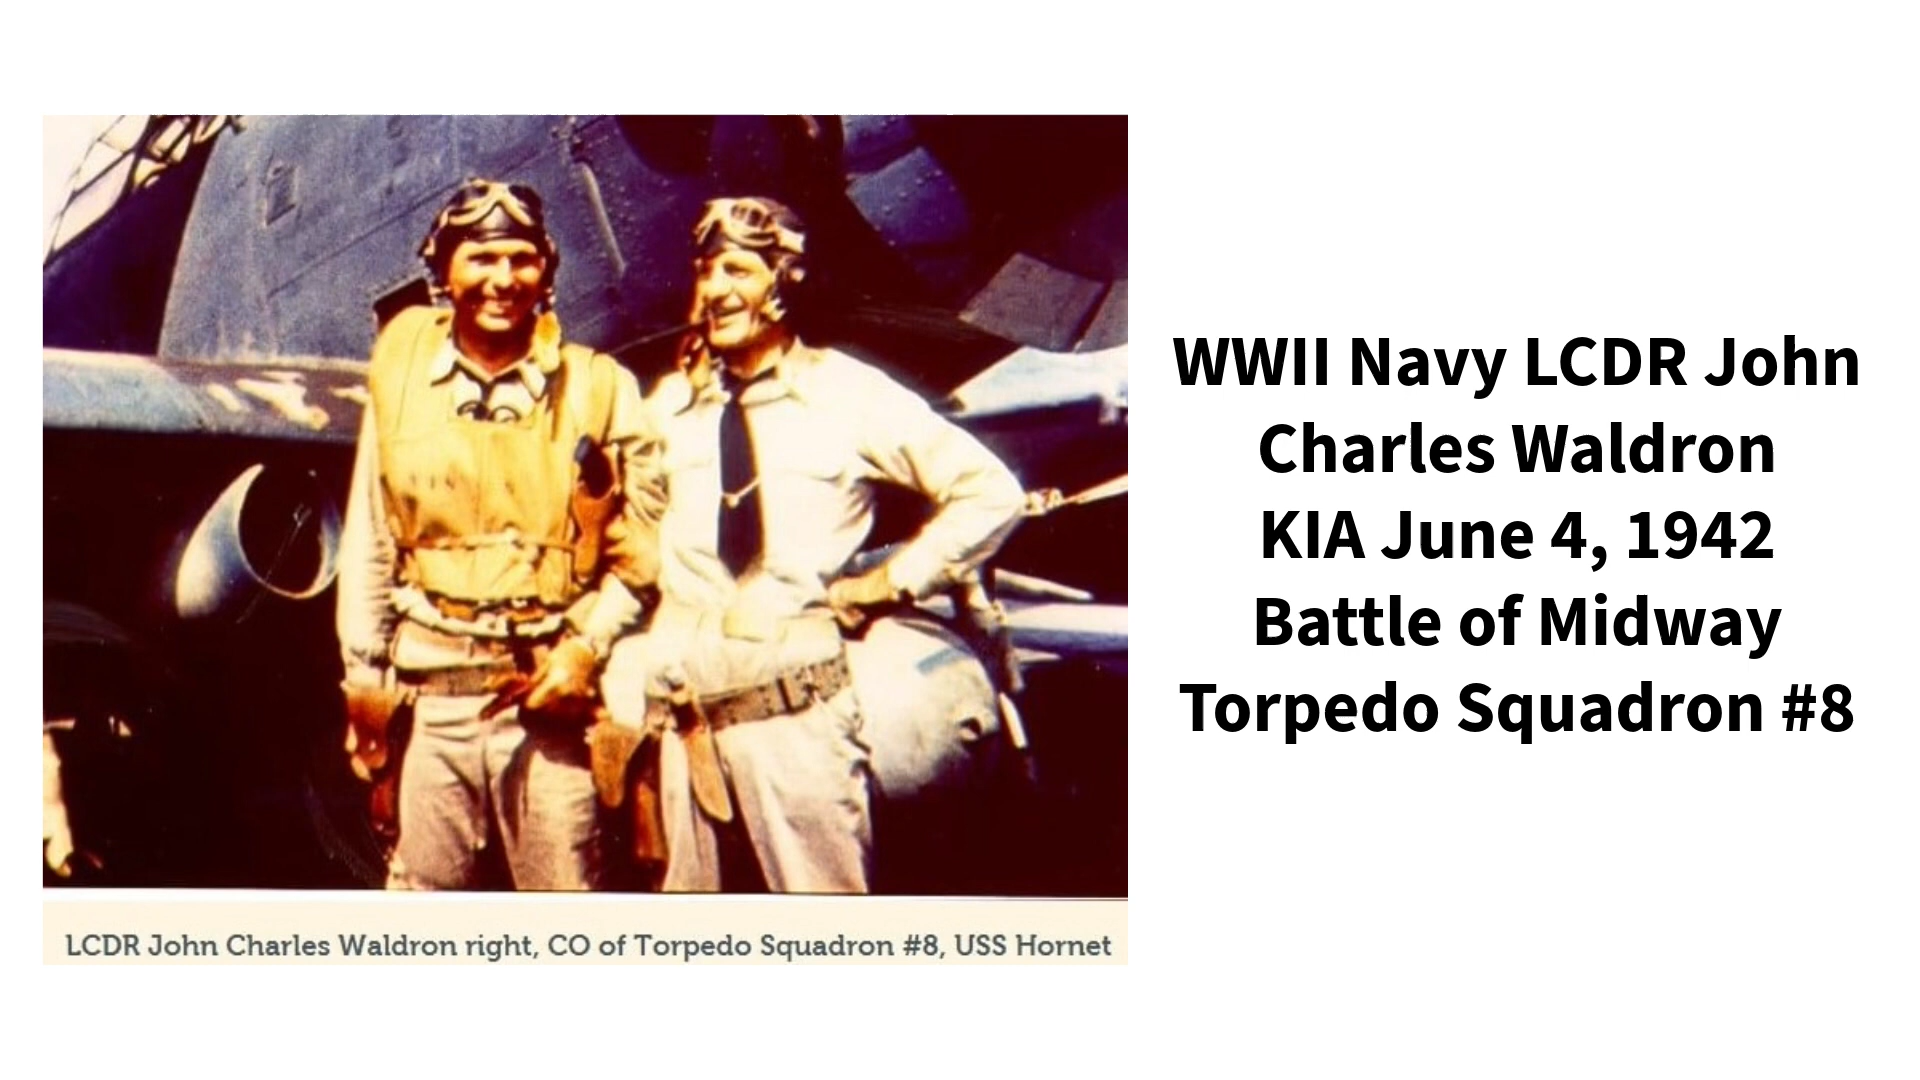 WWII Navy LCDR John
Charles Waldron
KIA June 4, 1942
Battle of Midway
Torpedo Squadron #8
LCDR John Charles Waldron right, CO of Torpedo Squadron #8, USS Hornet